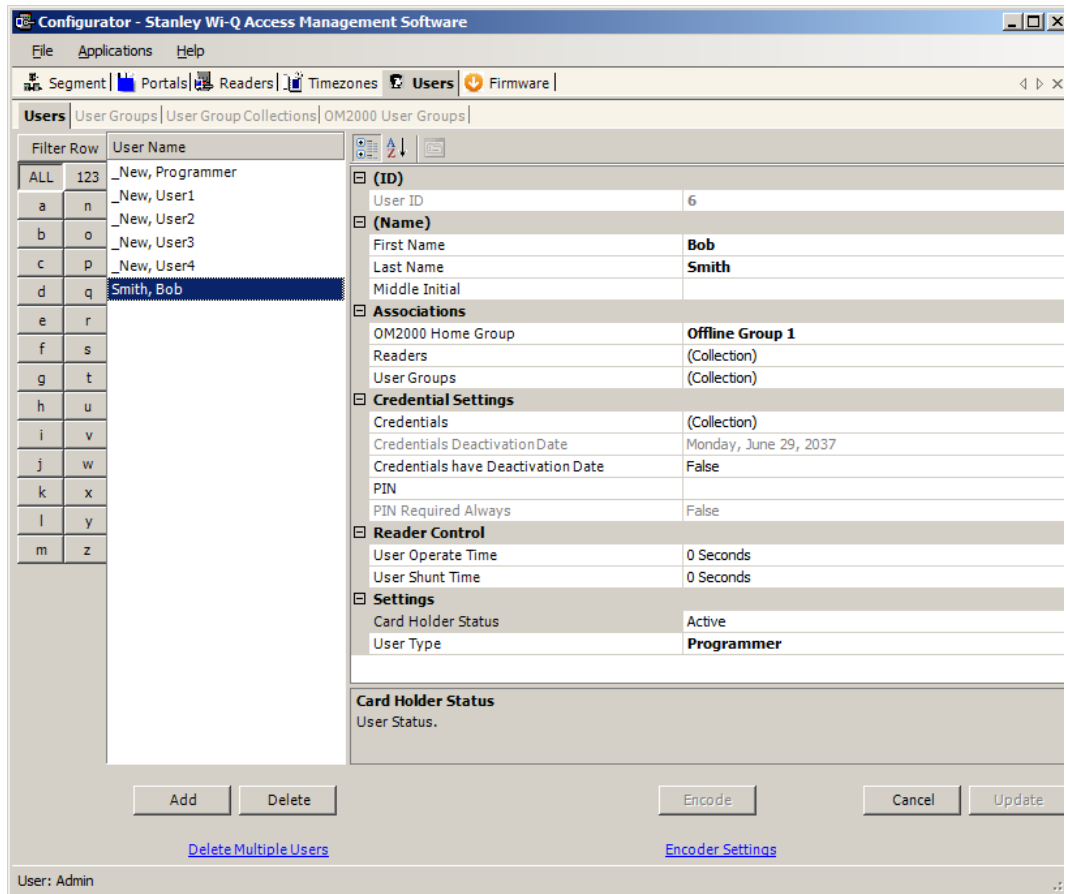 Configurator - Stanley Wi-Q Access Management Software
File Applications Help
Segment Portals Readers Timezones Users Firmware
Users User Groups User Group Collections OM2000 User Groups
Filter Row User Name
ALL 123 _New, Programmer
(ID)
User ID 6
a n _New, User1
(Name)
b o _New, User2
First Name Bob
_New, User3
c p _New, User4
Last Name Smith
d q Smith, Bob
Middle Initial
Associations
e r
OM2000 Home Group Offline Group 1
f s
Readers (Collection)
g t
User Groups (Collection)
h u
Credential Settings
Credentials (Collection)
i v
Credentials Deactivation Date Monday, June 29, 2037
j w
Credentials have Deactivation Date False
k x
PIN
l y
PIN Required Always False
m z
Reader Control
User Operate Time 0 Seconds
User Shunt Time 0 Seconds
Settings
Card Holder Status Active
User Type Programmer
Card Holder Status
User Status.
Add Delete Encode Cancel Update
Delete Multiple Users Encoder Settings
User: Admin